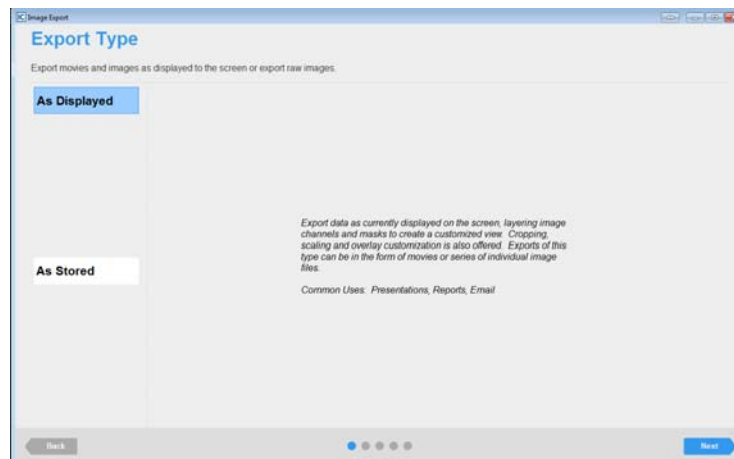 Image Export
Export Type
Export movies and images as displayed to the screen or export raw images.
As Displayed
Export data as currently displayed on the screen, layering image
channels and masks to create a customized view. Cropping,
scaling and overlay customization is also offered. Exports of this
type can be in the form of movies or series of individual image
files.
As Stored
Common Uses: Presentations, Reports, Email
Back
Next